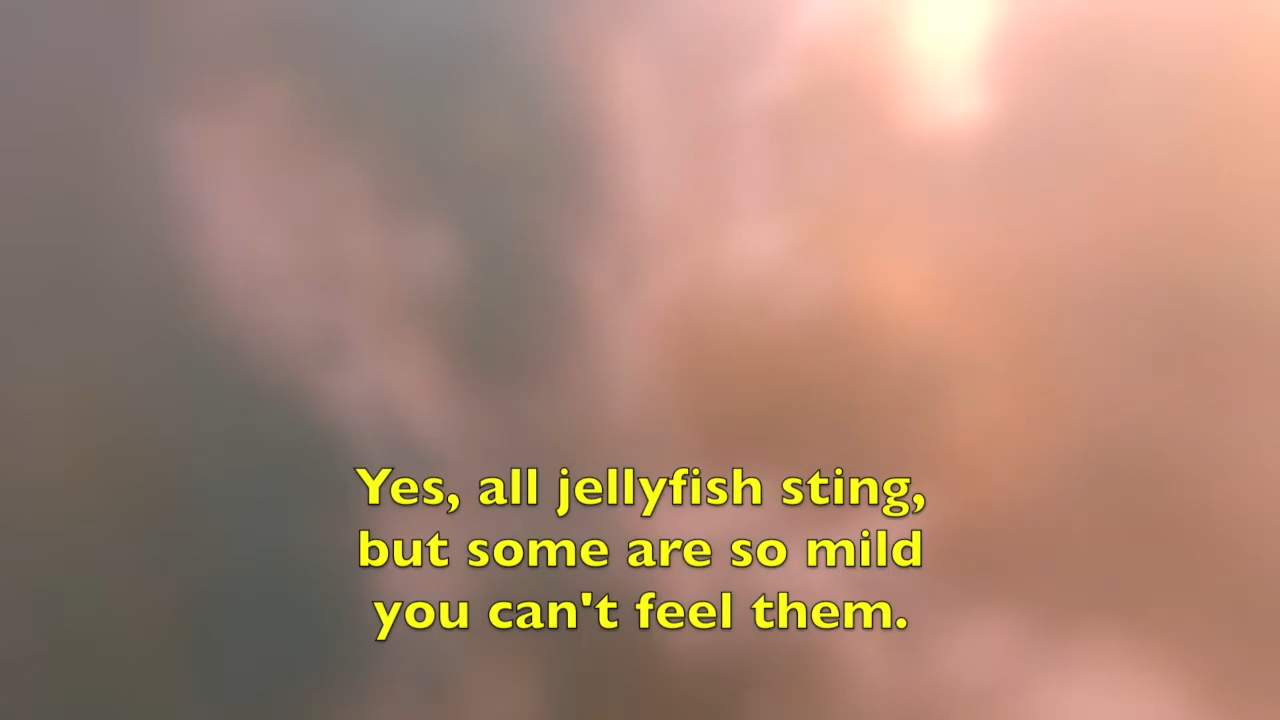 Yes, all jellyfish sting,
but some are so mild
you can't feel them.